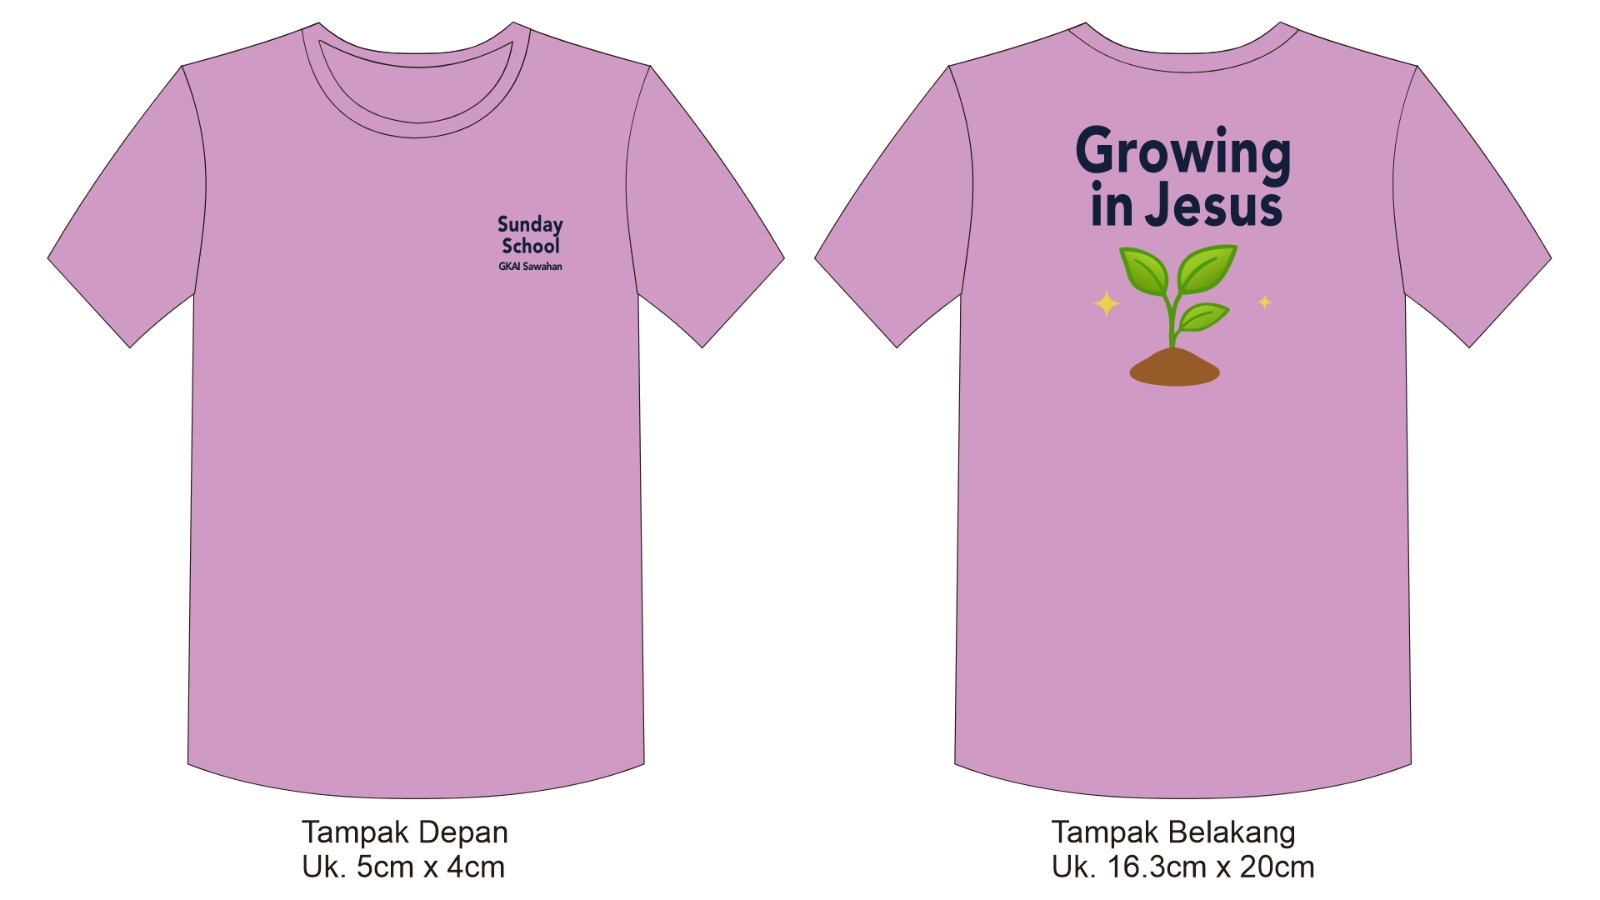 Sunday
School
GKAI Sawahan
Growing
in Jesus
Tampak Depan
Uk. 5cm x 4cm
Tampak Belakang
Uk. 16.3cm x 20cm